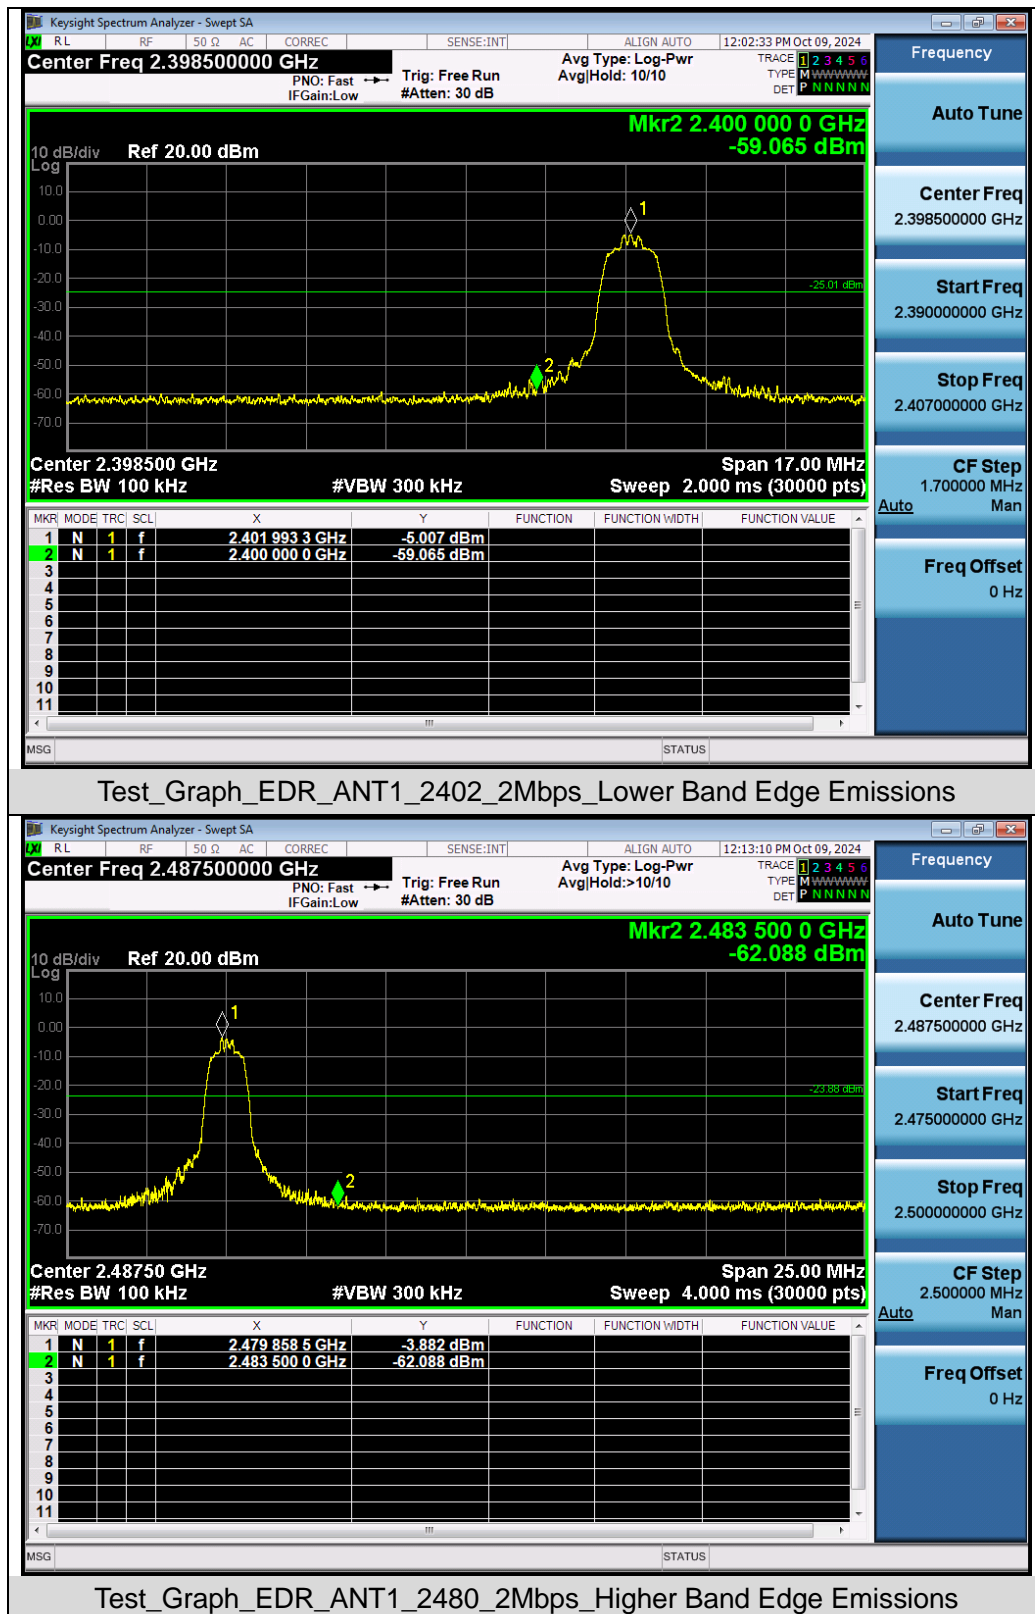 Keysight Spectrum Analyzer - Swept SA
LXI RL RF 50 Ω AC CORREC SENSE:INT ALIGN AUTO 12:02:33 PM Oct 09, 2024
Center Freq 2.398500000 GHz
PNO: Fast
IFGain:Low
Trig: Free Run
#Atten: 30 dB
Avg Type: Log-Pwr
Avg|Hold: 10/10
TRACE 1 2 3 4 5 6
TYPE M WWWWW
DET P N N N N N
Mkr2 2.400 000 0 GHz
-59.065 dBm
10 dB/div Ref 20.00 dBm
Log
10.0
0.00
-10.0
-20.0
-30.0
-40.0
-50.0
-60.0
-70.0
1
-25.01 dBm
2
Center 2.398500 GHz Span 17.00 MHz
#Res BW 100 kHz #VBW 300 kHz Sweep 2.000 ms (30000 pts)
MKR MODE TRC SCL X Y FUNCTION FUNCTION WIDTH FUNCTION VALUE
1 N 1 f 2.401 993 3 GHz -5.007 dBm
2 N 1 f 2.400 000 0 GHz -59.065 dBm
3
4
5
6
7
8
9
10
11
MSG STATUS
Frequency
Auto Tune
Center Freq
2.398500000 GHz
Start Freq
2.390000000 GHz
Stop Freq
2.407000000 GHz
CF Step
1.700000 MHz
Auto Man
Freq Offset
0 Hz
Test_Graph_EDR_ANT1_2402_2Mbps_Lower Band Edge Emissions
Keysight Spectrum Analyzer - Swept SA
LXI RL RF 50 Ω AC CORREC SENSE:INT ALIGN AUTO 12:13:10 PM Oct 09, 2024
Center Freq 2.487500000 GHz
PNO: Fast
IFGain:Low
Trig: Free Run
#Atten: 30 dB
Avg Type: Log-Pwr
Avg|Hold:>10/10
TRACE 1 2 3 4 5 6
TYPE M WWWWW
DET P N N N N N
Mkr2 2.483 500 0 GHz
-62.088 dBm
10 dB/div Ref 20.00 dBm
Log
10.0
0.00
-10.0
-20.0
-30.0
-40.0
-50.0
-60.0
-70.0
1
-23.88 dBm
2
Center 2.48750 GHz Span 25.00 MHz
#Res BW 100 kHz #VBW 300 kHz Sweep 4.000 ms (30000 pts)
MKR MODE TRC SCL X Y FUNCTION FUNCTION WIDTH FUNCTION VALUE
1 N 1 f 2.479 858 5 GHz -3.882 dBm
2 N 1 f 2.483 500 0 GHz -62.088 dBm
3
4
5
6
7
8
9
10
11
MSG STATUS
Frequency
Auto Tune
Center Freq
2.487500000 GHz
Start Freq
2.475000000 GHz
Stop Freq
2.500000000 GHz
CF Step
2.500000 MHz
Auto Man
Freq Offset
0 Hz
Test_Graph_EDR_ANT1_2480_2Mbps_Higher Band Edge Emissions